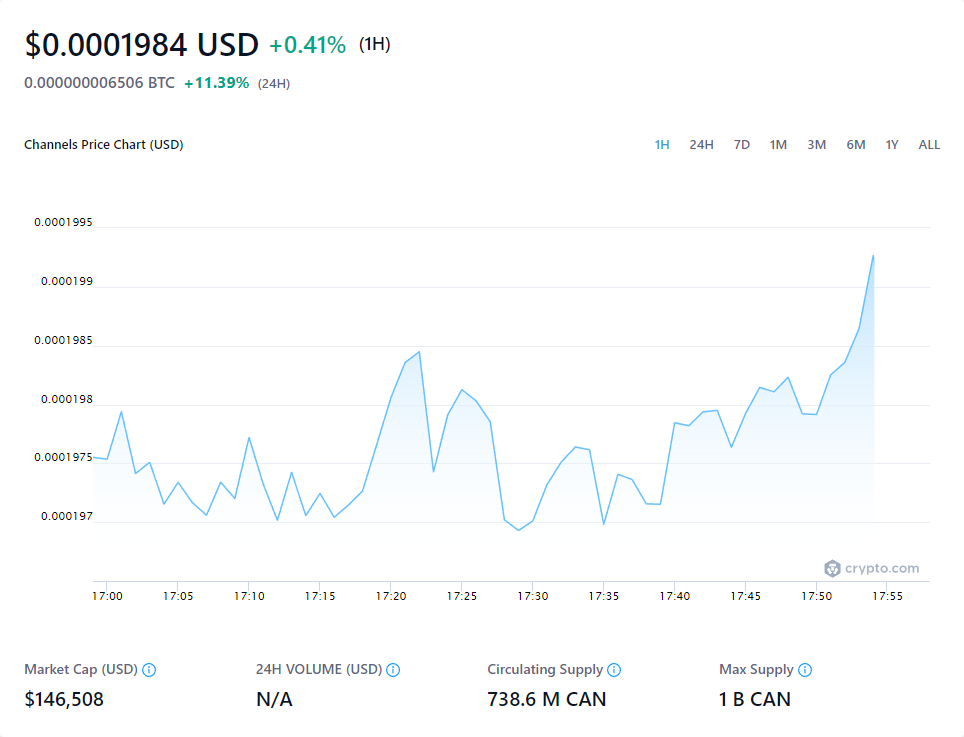 $0.0001984 USD +0.41% (1H)
0.000000006506 BTC +11.39% (24H)
Channels Price Chart (USD)
1H 24H 7D 1M 3M 6M 1Y ALL
0.0001995
0.000199
0.0001985
0.000198
0.0001975
0.000197
crypto.com
17:00 17:05 17:10 17:15 17:20 17:25 17:30 17:35 17:40 17:45 17:50 17:55
Market Cap (USD) 24H VOLUME (USD) Circulating Supply Max Supply
$146,508 N/A 738.6 M CAN 1 B CAN